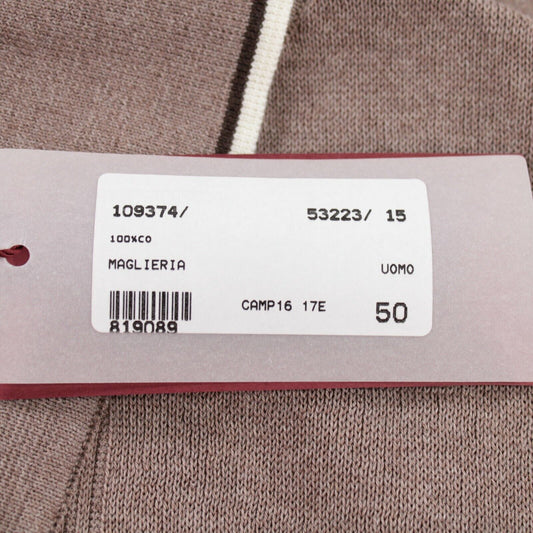 109374/ 53223/ 15
100%CO
MAGLIERIA UOMO
CAMP16 17E 50
819089